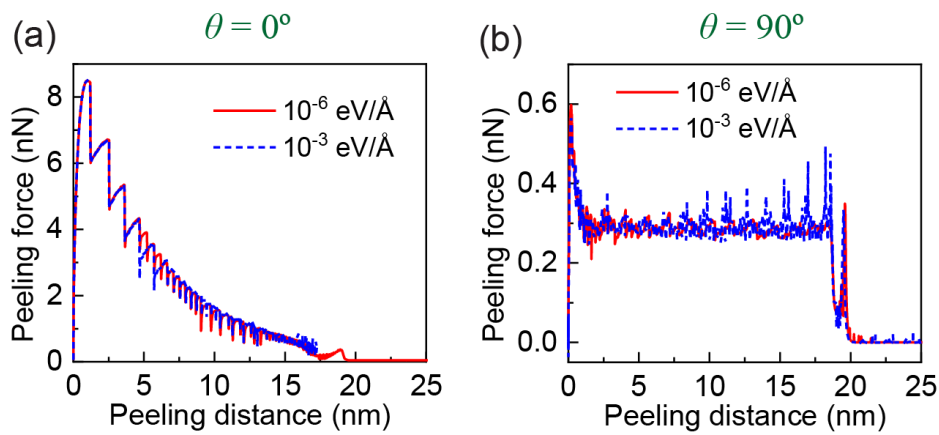 (a)
θ = 0º
Peeling force (nN)
8
6
4
2
0
10⁻⁶ eV/Å
10⁻³ eV/Å
0 5 10 15 20 25
Peeling distance (nm)
(b)
θ = 90º
Peeling force (nN)
0.6
0.4
0.2
0.0
10⁻⁶ eV/Å
10⁻³ eV/Å
0 5 10 15 20 25
Peeling distance (nm)